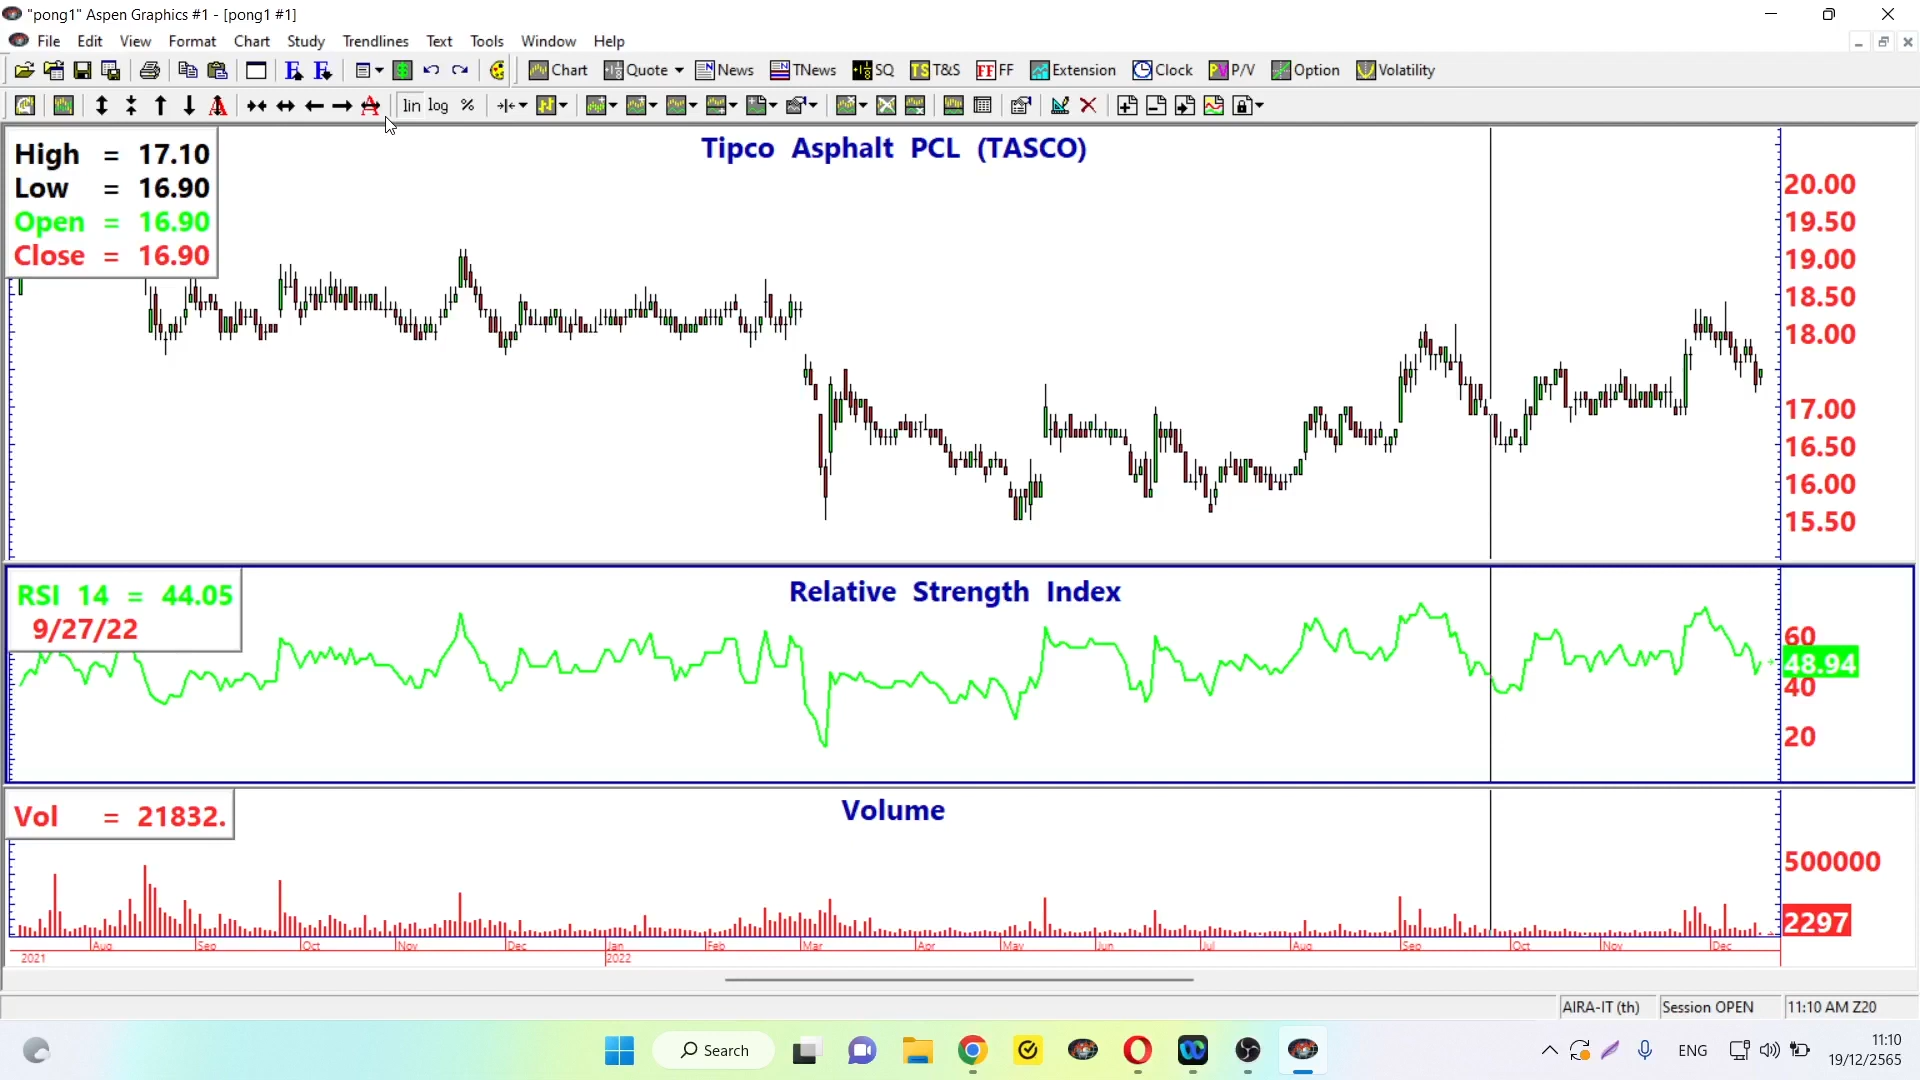 "pong1" Aspen Graphics #1 - [pong1 #1]
File Edit View Format Chart Study Trendlines Text Tools Window Help
Chart Quote News TNews SQ T&S FF Extension Clock P/V Option Volatility
lin log %
Tipco Asphalt PCL (TASCO)
High = 17.10
Low = 16.90
Open = 16.90
Close = 16.90
20.00
19.50
19.00
18.50
18.00
17.00
16.50
16.00
15.50
Relative Strength Index
RSI 14 = 44.05
9/27/22
60
48.94
40
20
Volume
Vol = 21832.
500000
2297
Aug Sep Oct Nov Dec Jan Feb Mar Apr May Jun Jul Aug Sep Oct Nov Dec
2021 2022
AIRA-IT (th) Session OPEN 11:10 AM Z20
Search
ENG
11:10
19/12/2565